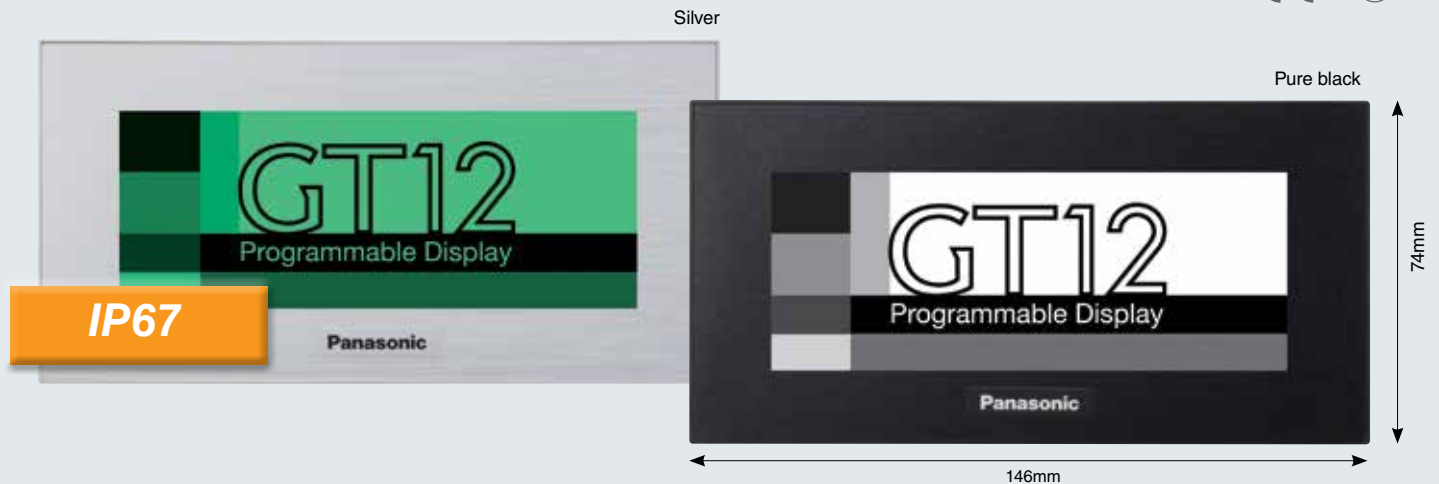 Silver
Pure black
GT12
Programmable Display
IP67
Panasonic
GT12
Programmable Display
Panasonic
74mm
146mm